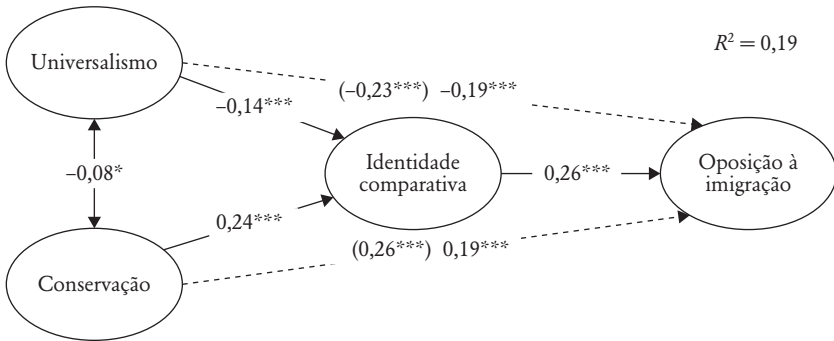 Universalismo
R² = 0,19
(–0,23***) –0,19***
–0,14***
–0,08*
Identidade
comparativa
0,26***
Oposição à
imigração
0,24***
(0,26***) 0,19***
Conservação